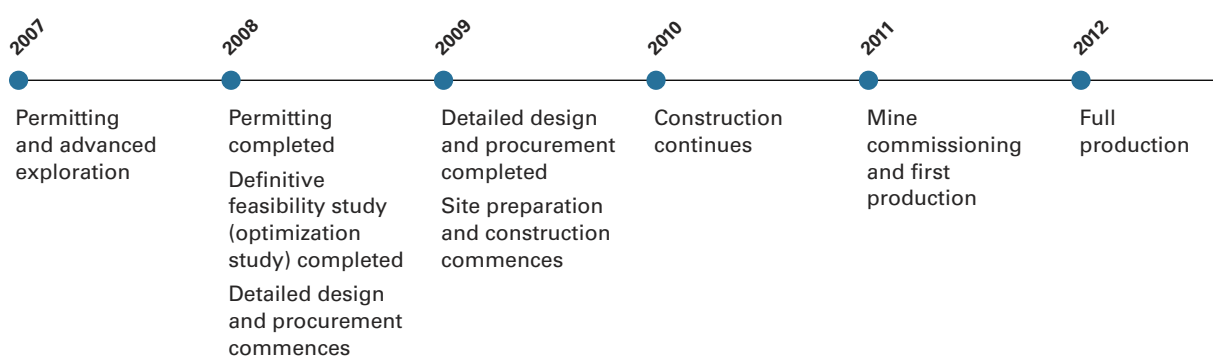 2007
2008
2009
2010
2011
2012
Permitting
and advanced
exploration
Permitting
completed
Definitive
feasibility study
(optimization
study) completed
Detailed design
and procurement
commences
Detailed design
and procurement
completed
Site preparation
and construction
commences
Construction
continues
Mine
commissioning
and first
production
Full
production